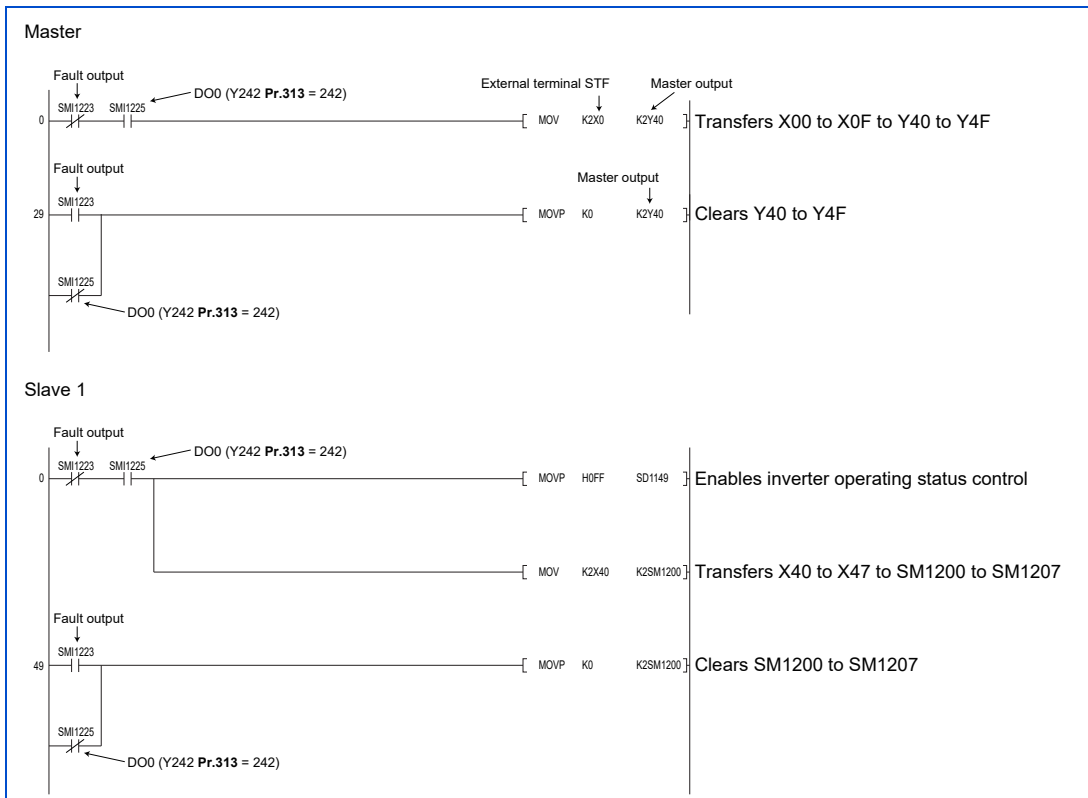 Master
Fault output
DO0 (Y242 Pr.313 = 242)
External terminal STF
Master output
SMI1223 SMI1225
0 MOV K2X0 K2Y40 Transfers X00 to X0F to Y40 to Y4F
Fault output
Master output
SMI1223
29 MOVP K0 K2Y40 Clears Y40 to Y4F
SMI1225
DO0 (Y242 Pr.313 = 242)
Slave 1
Fault output
DO0 (Y242 Pr.313 = 242)
SMI1223 SMI1225
0 MOVP H0FF SD1149 Enables inverter operating status control
MOV K2X40 K2SM1200 Transfers X40 to X47 to SM1200 to SM1207
Fault output
SMI1223
49 MOVP K0 K2SM1200 Clears SM1200 to SM1207
SMI1225
DO0 (Y242 Pr.313 = 242)